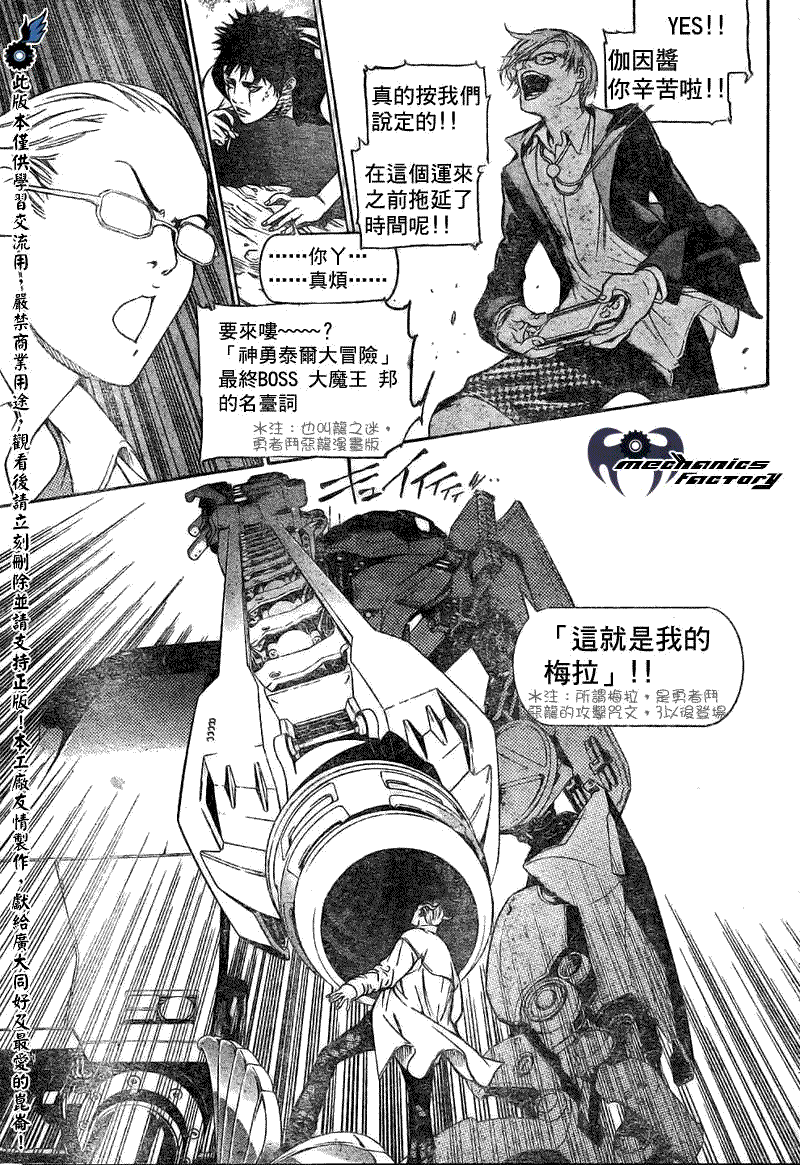 YES!!
伽因醬
你辛苦啦!!
真的按我們
說定的!!
在這個運來
之前拖延了
時間呢!!
……你丫…
……真煩…
要來嘍~~~~~?
「神勇泰爾大冒險」
最終BOSS 大魔王 邦
的名臺詞
*注：也叫龍之迷，
勇者鬥惡龍漫畫版
mechanics
Factory
ギュイイイ
「這就是我的
梅拉」!!
*注：所謂梅拉，是勇者鬥
惡龍的攻擊咒文，3以後登場
此版本僅供學習交流用，嚴禁商業用途，觀看後請立刻刪除並請支持正版！本工廠友情製作，獻給廣大同好及最愛的崑崙！